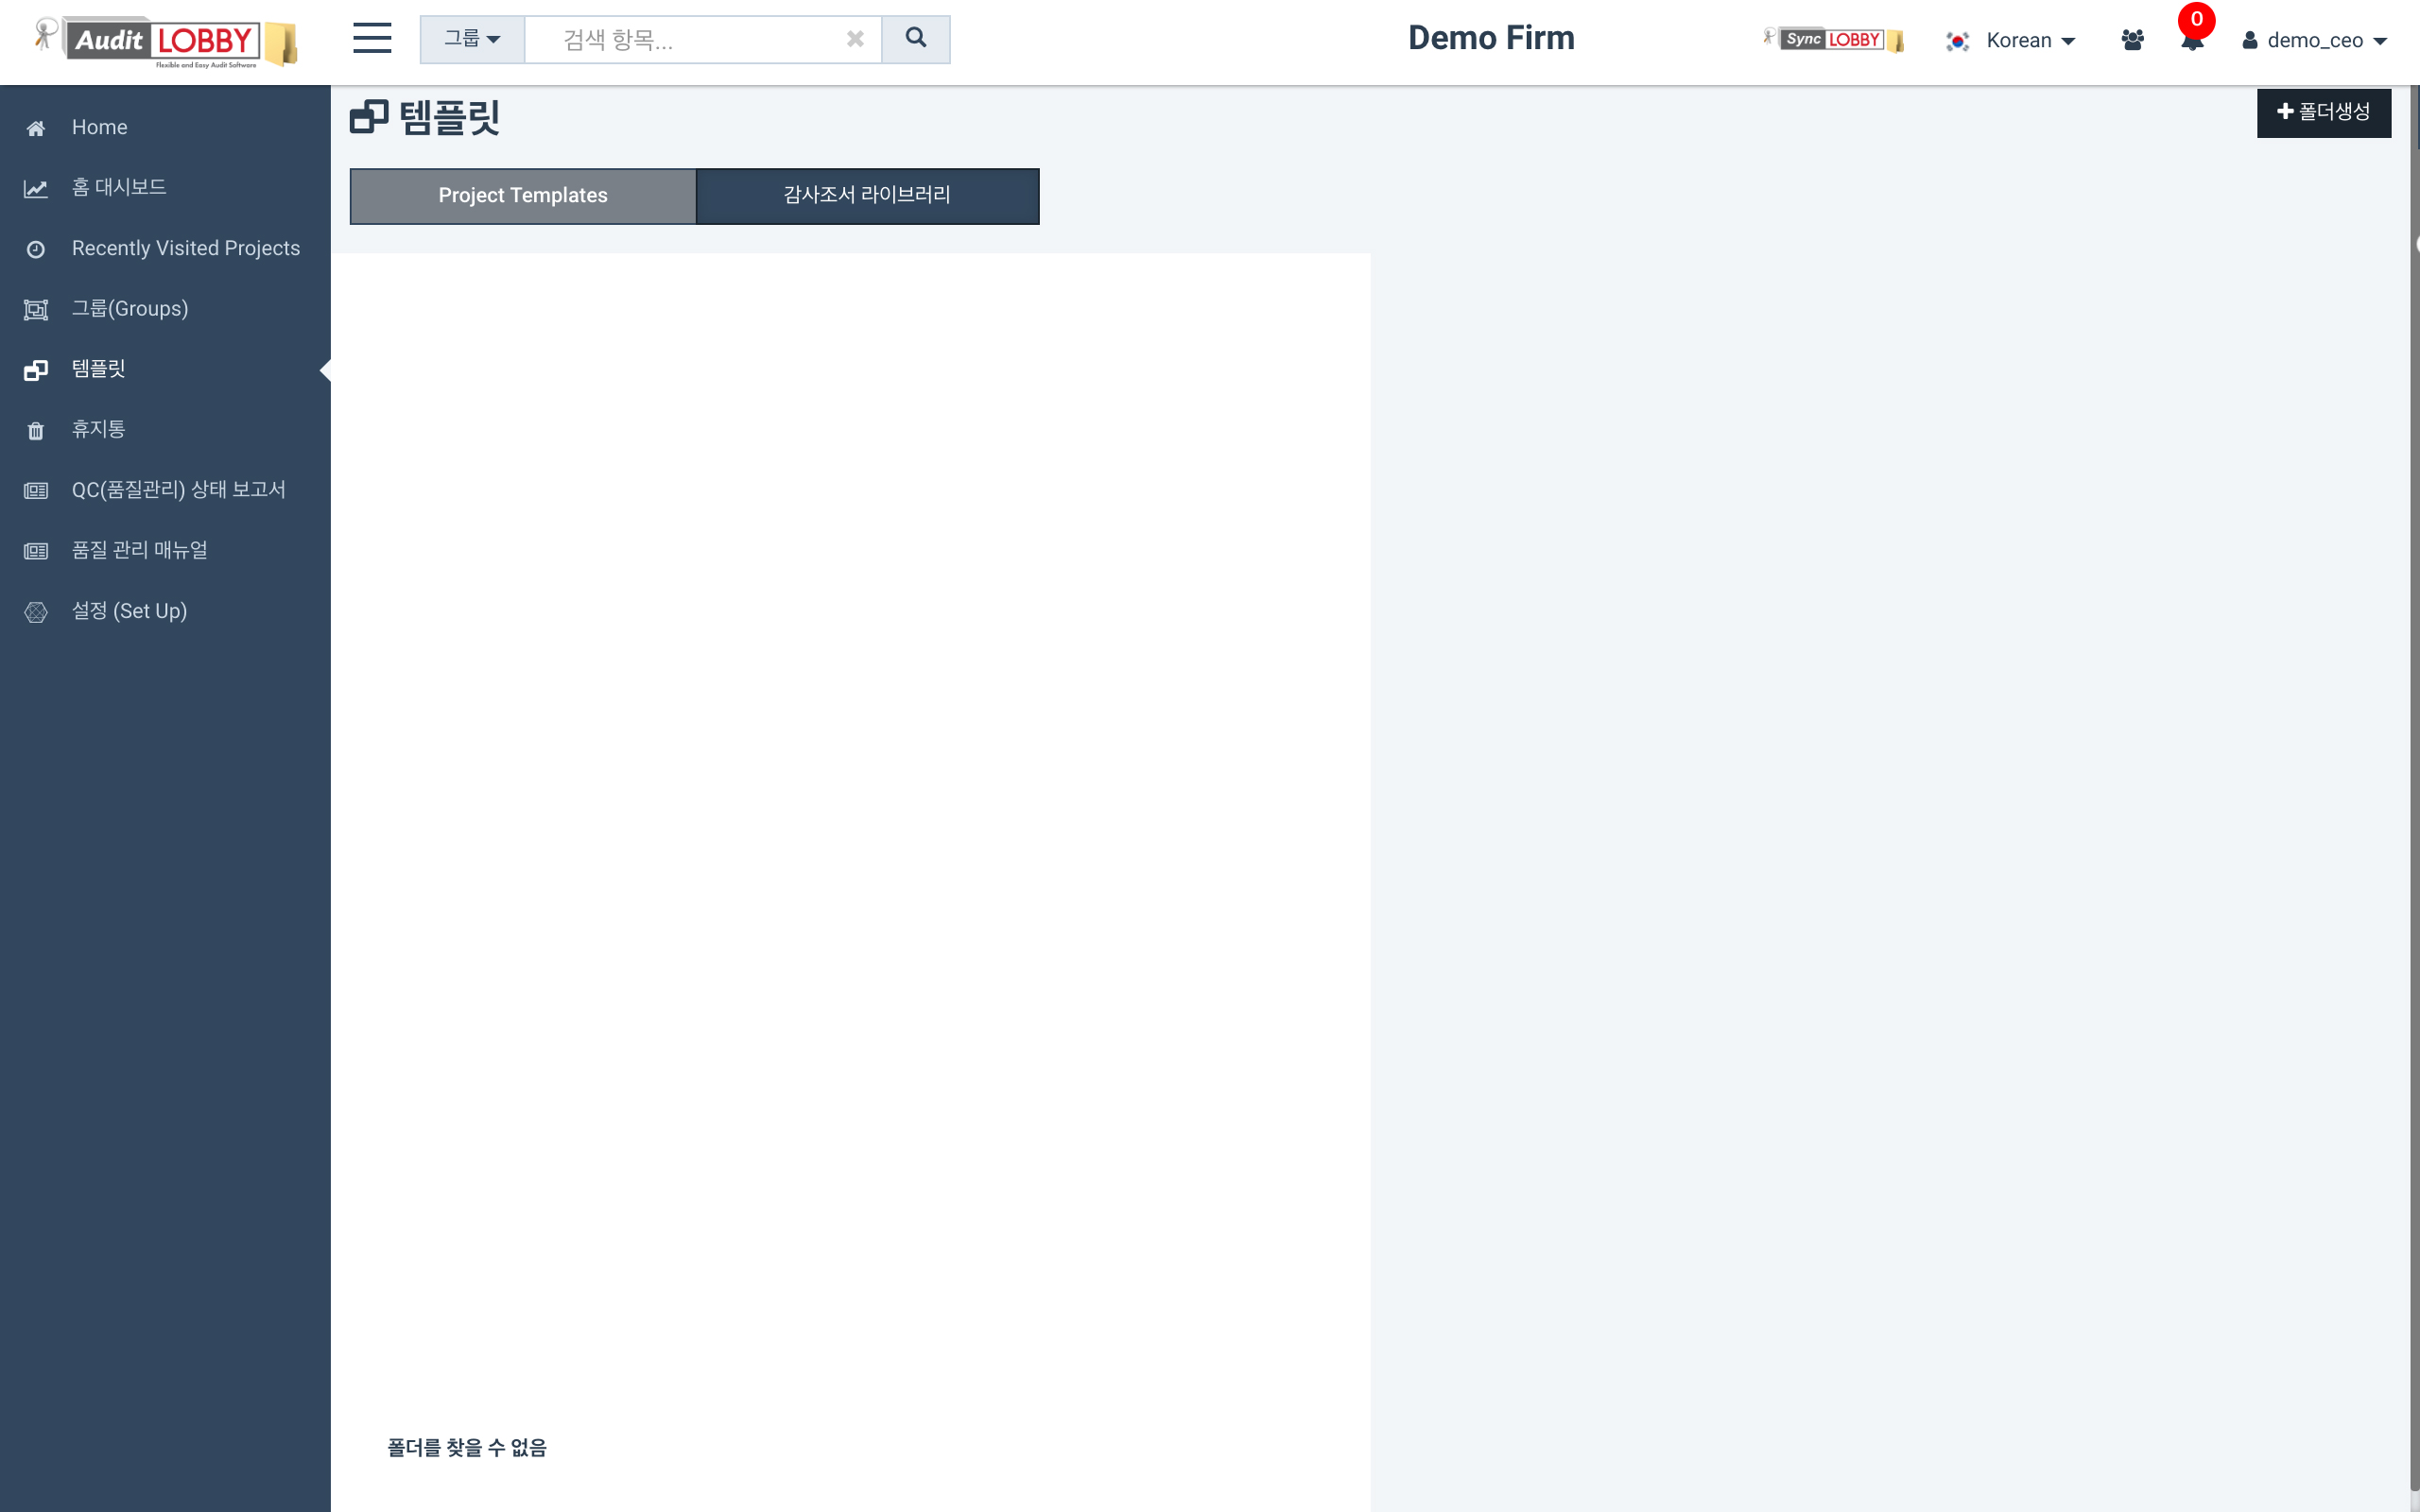 Audit LOBBY
Flexible and Easy Audit Software
그룹
검색 항목...
Demo Firm
Sync LOBBY
Korean
0
demo_ceo
Home
홈 대시보드
Recently Visited Projects
그룹(Groups)
템플릿
휴지통
QC(품질관리) 상태 보고서
품질 관리 매뉴얼
설정 (Set Up)
템플릿
폴더생성
Project Templates
감사조서 라이브러리
폴더를 찾을 수 없음